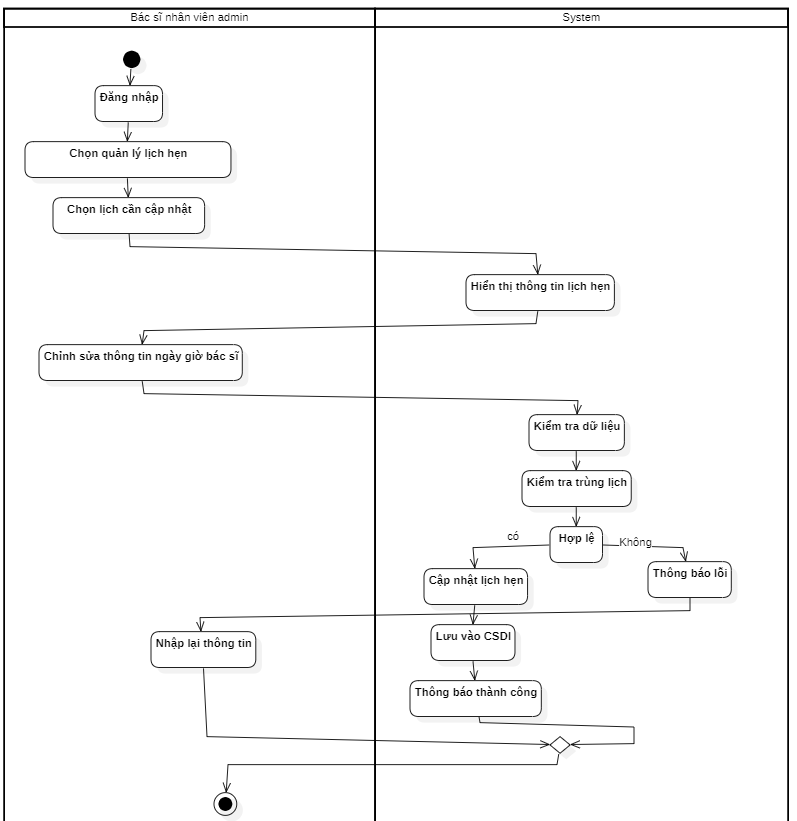 Bác sĩ nhân viên admin
System
Đăng nhập
Chọn quản lý lịch hẹn
Chọn lịch cần cập nhật
Hiển thị thông tin lịch hẹn
Chỉnh sửa thông tin ngày giờ bác sĩ
Kiểm tra dữ liệu
Kiểm tra trùng lịch
Hợp lệ
có
Không
Cập nhật lịch hẹn
Thông báo lỗi
Nhập lại thông tin
Lưu vào CSDl
Thông báo thành công